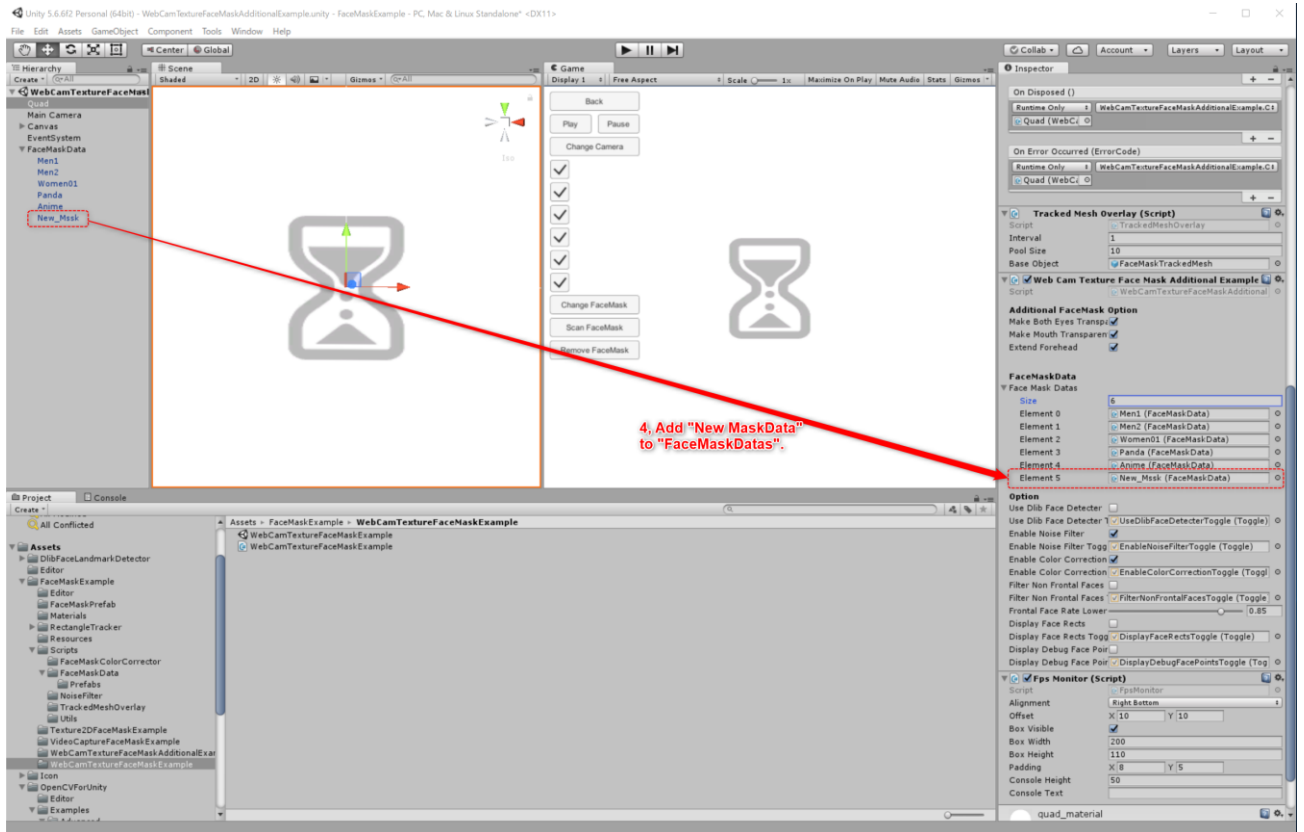 Unity 5.6.6f2 Personal (64bit) - WebCamTextureFaceMaskAdditionalExample.unity - FaceMaskExample - PC, Mac & Linux Standalone* <DX11>
File Edit Assets GameObject Component Tools Window Help
Center Global
Collab Account Layers Layout
Hierarchy
Create All
WebCamTextureFaceMas
Quad
Main Camera
Canvas
EventSystem
FaceMaskData
Men1
Men2
Women01
Panda
Anime
New_Mssk
Scene
Shaded 2D Gizmos All
Y
Iso
Game
Display 1 Free Aspect Scale 1x Maximize On Play Mute Audio Stats Gizmos
Back
Play Pause
Change Camera
Change FaceMask
Scan FaceMask
Remove FaceMask
4, Add "New MaskData"
to "FaceMaskDatas".
Inspector
On Disposed ()
Runtime Only WebCamTextureFaceMaskAdditionalExample.C
Quad (WebCa
On Error Occurred (ErrorCode)
Runtime Only WebCamTextureFaceMaskAdditionalExample.C
Quad (WebCa
Tracked Mesh Overlay (Script)
Script TrackedMeshOverlay
Interval 1
Pool Size 10
Base Object FaceMaskTrackedMesh
Web Cam Texture Face Mask Additional Example
Script WebCamTextureFaceMaskAdditional
Additional FaceMask Option
Make Both Eyes Transpa
Make Mouth Transparen
Extend Forehead
FaceMaskData
Face Mask Datas
Size 6
Element 0 Men1 (FaceMaskData)
Element 1 Men2 (FaceMaskData)
Element 2 Women01 (FaceMaskData)
Element 3 Panda (FaceMaskData)
Element 4 Anime (FaceMaskData)
Element 5 New_Mssk (FaceMaskData)
Option
Use Dlib Face Detecter
Use Dlib Face Detecter T UseDlibFaceDetecterToggle (Toggle)
Enable Noise Filter
Enable Noise Filter Togg EnableNoiseFilterToggle (Toggle)
Enable Color Correction
Enable Color Correction EnableColorCorrectionToggle (Toggl
Filter Non Frontal Faces
Filter Non Frontal Faces FilterNonFrontalFacesToggle (Toggle
Frontal Face Rate Lower 0.85
Display Face Rects
Display Face Rects Togg DisplayFaceRectsToggle (Toggle)
Display Debug Face Poin
Display Debug Face Poin DisplayDebugFacePointsToggle (Tog
Fps Monitor (Script)
Script FpsMonitor
Alignment Right Bottom
Offset X 10 Y 10
Box Visible
Box Width 200
Box Height 110
Padding X 8 Y 5
Console Height 50
Console Text
quad_material
Project Console
Create
All Conflicted
Assets
DlibFaceLandmarkDetector
Editor
FaceMaskExample
Editor
FaceMaskPrefab
Materials
RectangleTracker
Resources
Scripts
FaceMaskColorCorrector
FaceMaskData
Prefabs
NoiseFilter
TrackedMeshOverlay
Utils
Texture2DFaceMaskExample
VideoCaptureFaceMaskExample
WebCamTextureFaceMaskAdditionalExar
WebCamTextureFaceMaskExample
Icon
OpenCVForUnity
Editor
Examples
Assets FaceMaskExample WebCamTextureFaceMaskExample
WebCamTextureFaceMaskExample
WebCamTextureFaceMaskExample